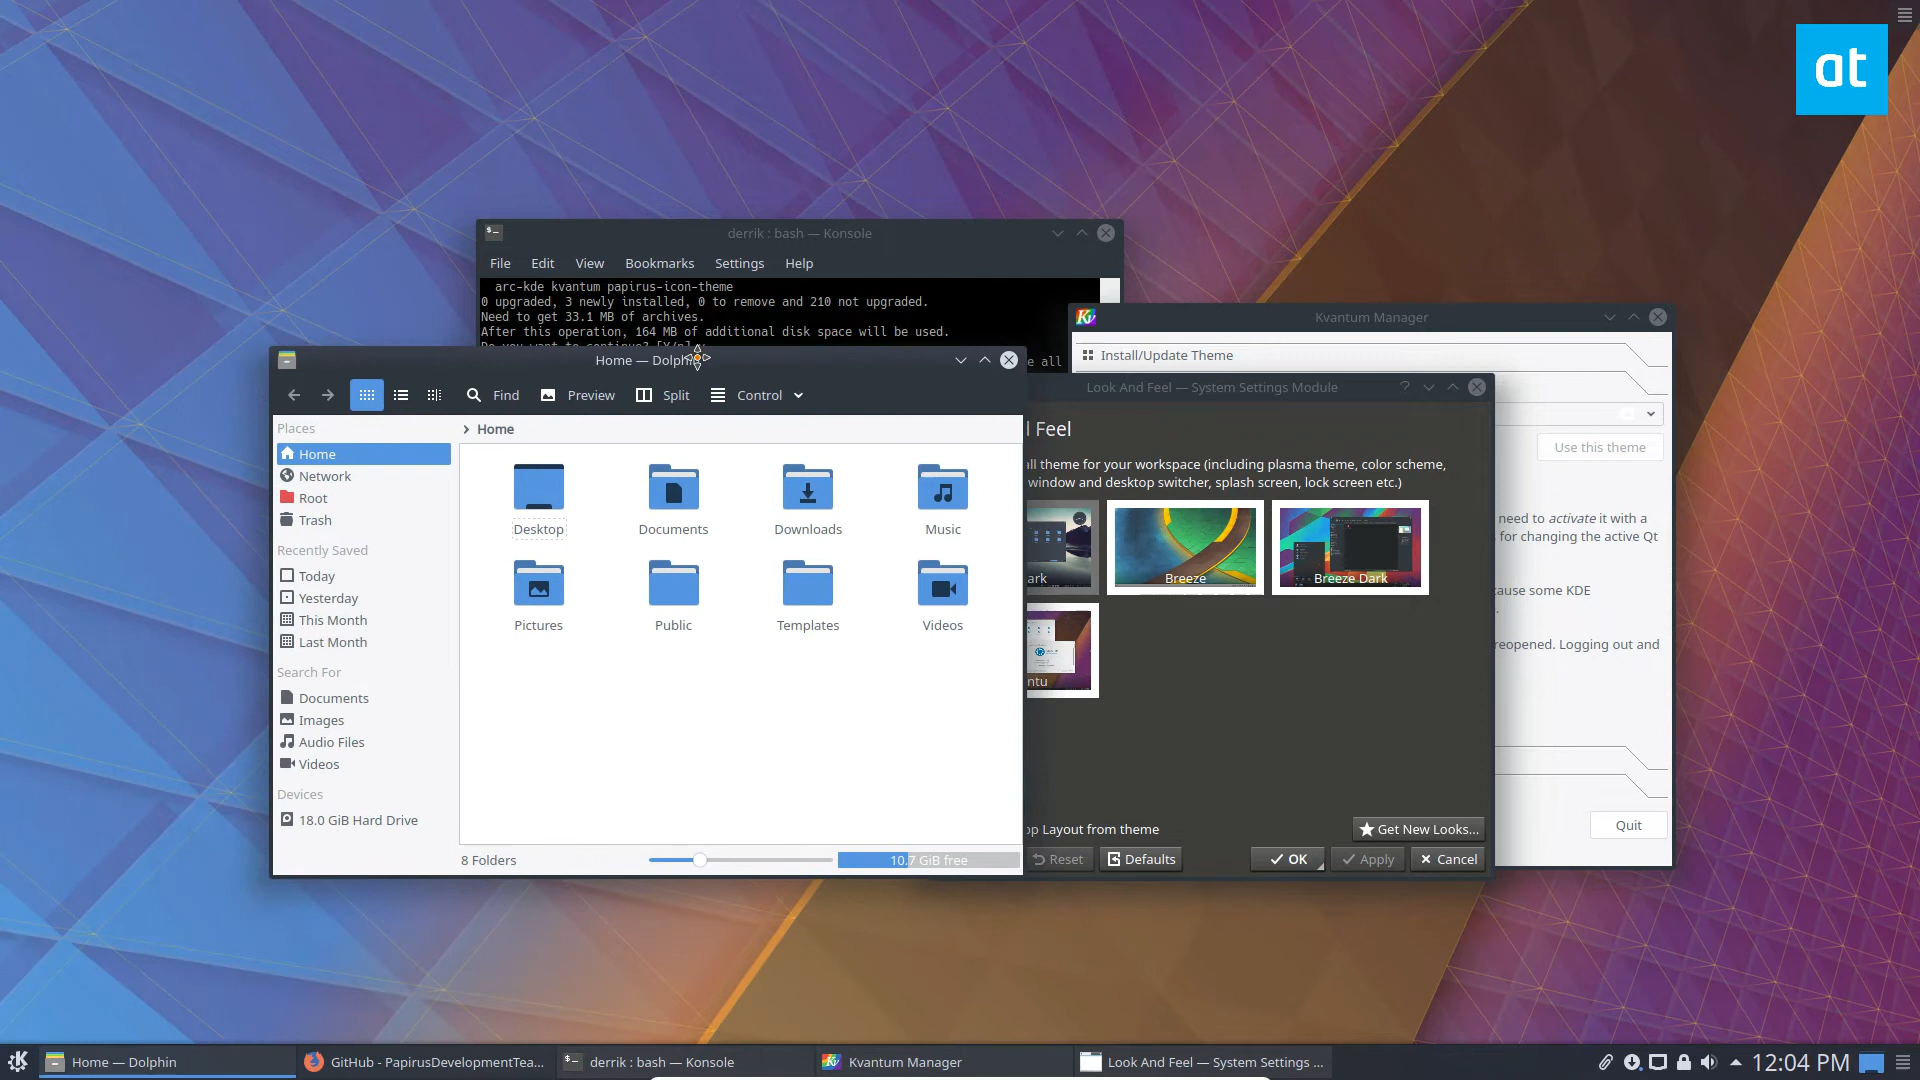 at
derrik : bash — Konsole
File Edit View Bookmarks Settings Help
arc-kde kvantum papirus-icon-theme
0 upgraded, 3 newly installed, 0 to remove and 210 not upgraded.
Need to get 33.1 MB of archives.
After this operation, 164 MB of additional disk space will be used.
e all
Kvantum Manager
Install/Update Theme
Use this theme
need to activate it with a
for changing the active Qt
cause some KDE
reopened. Logging out and
Quit
Look And Feel — System Settings Module
l Feel
all theme for your workspace (including plasma theme, color scheme,
window and desktop switcher, splash screen, lock screen etc.)
ark
Breeze
Breeze Dark
ntu
op Layout from theme
Get New Looks...
Reset Defaults OK Apply Cancel
Home — Dolphin
Find Preview Split Control
Places
Home
Network
Root
Trash
Recently Saved
Today
Yesterday
This Month
Last Month
Search For
Documents
Images
Audio Files
Videos
Devices
18.0 GiB Hard Drive
> Home
Desktop Documents Downloads Music
Pictures Public Templates Videos
8 Folders
10.7 GiB free
Home — Dolphin
GitHub - PapirusDevelopmentTea...
derrik : bash — Konsole
Kvantum Manager
Look And Feel — System Settings ...
12:04 PM